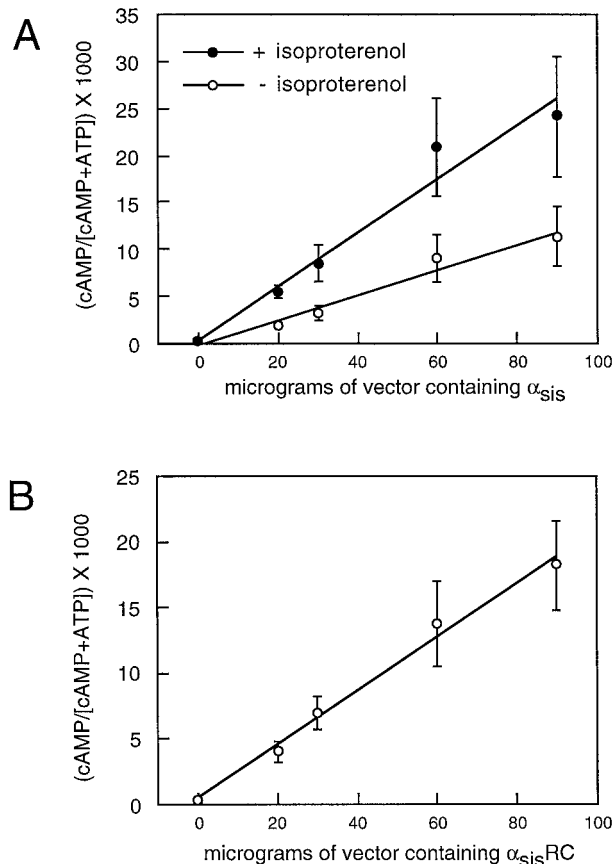 A
(cAMP/[cAMP+ATP]) X 1000
35
30
25
20
15
10
5
0
+ isoproterenol
- isoproterenol
0 20 40 60 80 100
micrograms of vector containing αsis
B
(cAMP/[cAMP+ATP]) X 1000
25
20
15
10
5
0
0 20 40 60 80 100
micrograms of vector containing αsisRC